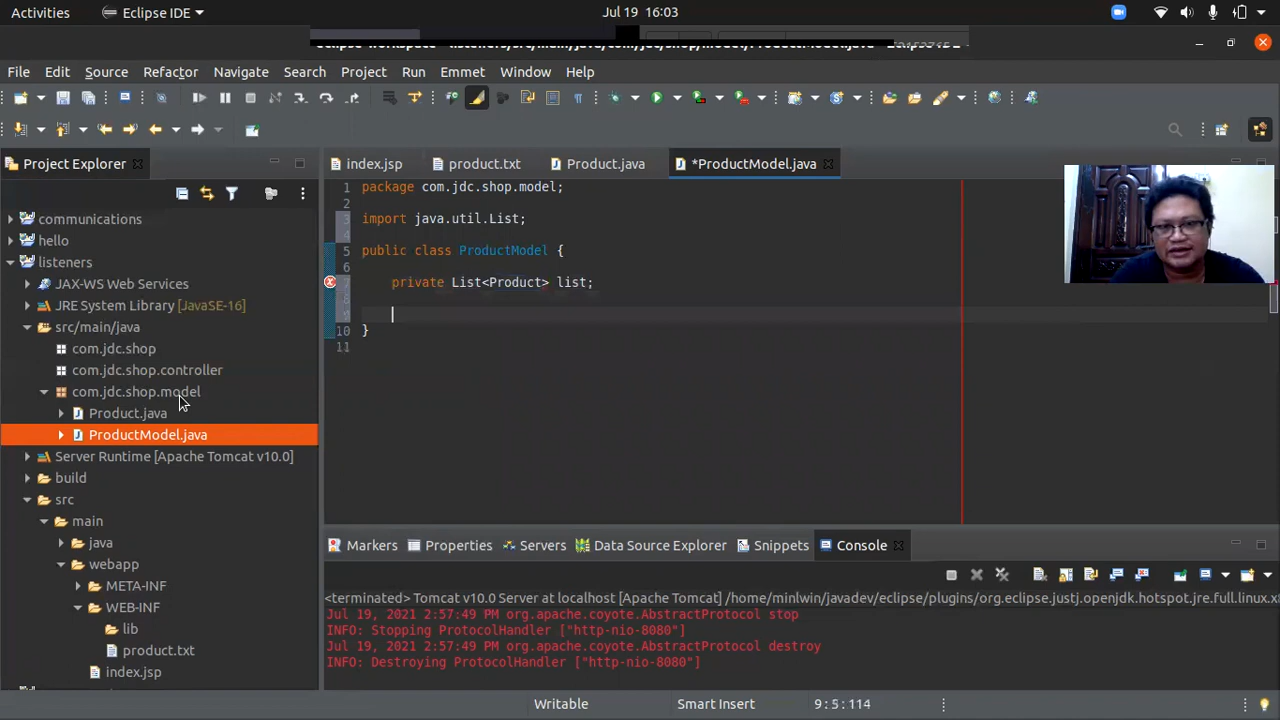 Activities Eclipse IDE Jul 19 16:03
File Edit Source Refactor Navigate Search Project Run Emmet Window Help
Project Explorer
index.jsp product.txt Product.java *ProductModel.java
communications
hello
listeners
JAX-WS Web Services
JRE System Library [JavaSE-16]
src/main/java
com.jdc.shop
com.jdc.shop.controller
com.jdc.shop.model
Product.java
ProductModel.java
Server Runtime [Apache Tomcat v10.0]
build
src
main
java
webapp
META-INF
WEB-INF
lib
product.txt
index.jsp
1 package com.jdc.shop.model;
2
3 import java.util.List;
4
5 public class ProductModel {
6
7 private List<Product> list;
8
9
10 }
11
Markers Properties Servers Data Source Explorer Snippets Console
<terminated> Tomcat v10.0 Server at localhost [Apache Tomcat] /home/minlwin/javadev/eclipse/plugins/org.eclipse.justj.openjdk.hotspot.jre.full.linux.x
Jul 19, 2021 2:57:49 PM org.apache.coyote.AbstractProtocol stop
INFO: Stopping ProtocolHandler ["http-nio-8080"]
Jul 19, 2021 2:57:49 PM org.apache.coyote.AbstractProtocol destroy
INFO: Destroying ProtocolHandler ["http-nio-8080"]
Writable Smart Insert 9:5:114